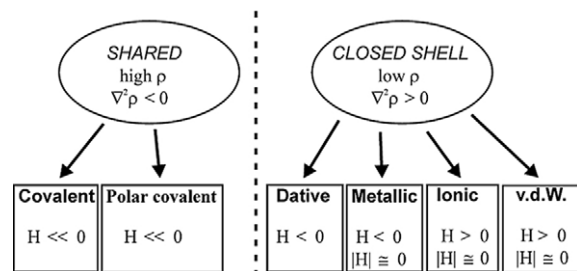 SHARED
high ρ
∇²ρ < 0
CLOSED SHELL
low ρ
∇²ρ > 0
Covalent
H << 0
Polar covalent
H << 0
Dative
H < 0
Metallic
H < 0
|H| ≅ 0
Ionic
H > 0
|H| ≅ 0
v.d.W.
H > 0
|H| ≅ 0